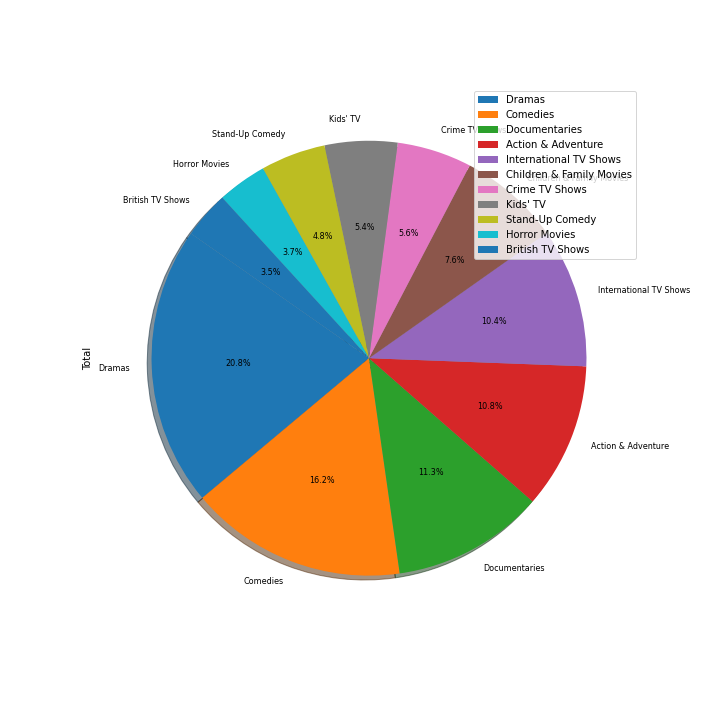 Kids' TV
Stand-Up Comedy
Crime TV
Horror Movies
British TV Shows
International TV Shows
Total
Dramas
Action & Adventure
Documentaries
Comedies
5.4%
5.6%
4.8%
3.7%
7.6%
3.5%
10.4%
20.8%
10.8%
11.3%
16.2%
Dramas
Comedies
Documentaries
Action & Adventure
International TV Shows
Children & Family Movies
Crime TV Shows
Kids' TV
Stand-Up Comedy
Horror Movies
British TV Shows